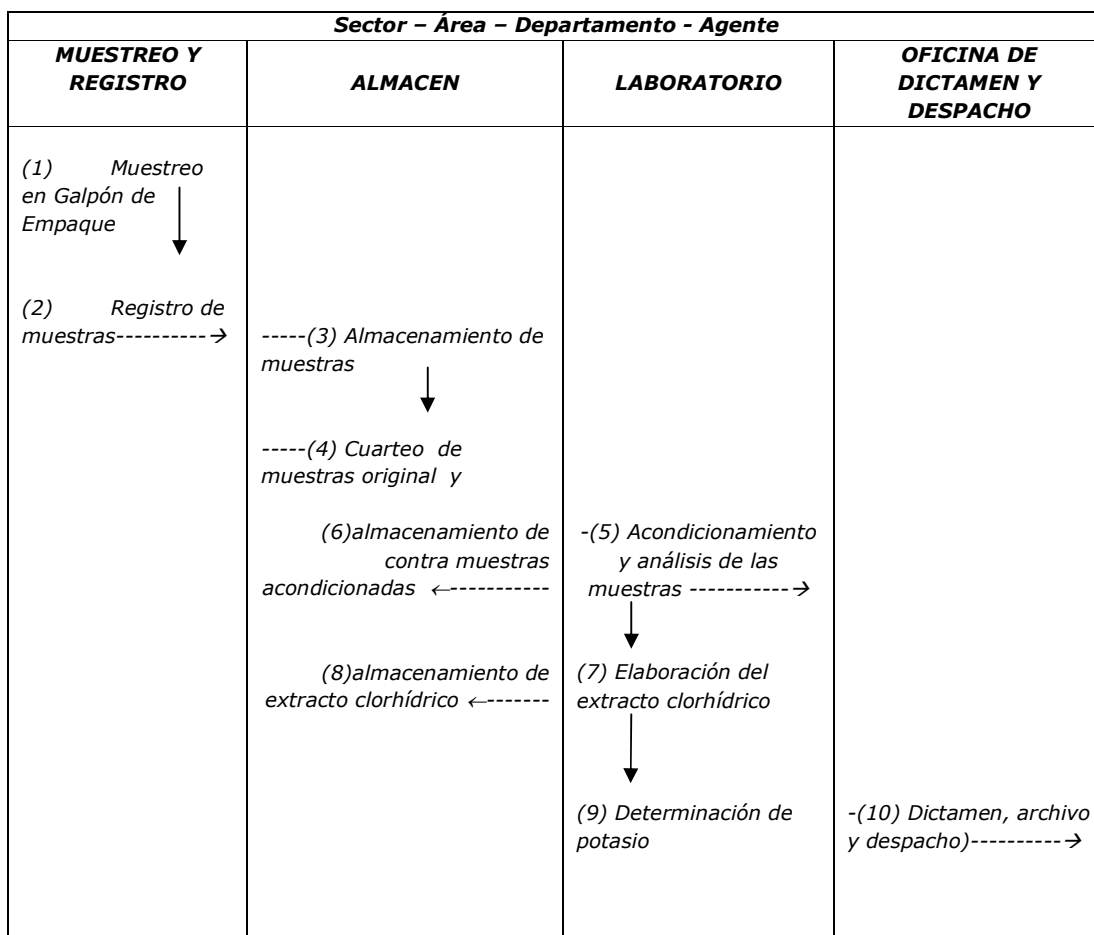 Sector – Área – Departamento - Agente
MUESTREO Y
REGISTRO
ALMACEN
LABORATORIO
OFICINA DE
DICTAMEN Y
DESPACHO
(1) Muestreo
en Galpón de
Empaque
(2) Registro de
muestras----------→
-----(3) Almacenamiento de
muestras
-----(4) Cuarteo de
muestras original y
(6)almacenamiento de
contra muestras
acondicionadas ←-----------
-(5) Acondicionamiento
y análisis de las
muestras -----------→
(8)almacenamiento de
extracto clorhídrico ←-------
(7) Elaboración del
extracto clorhídrico
(9) Determinación de
potasio
-(10) Dictamen, archivo
y despacho)----------→